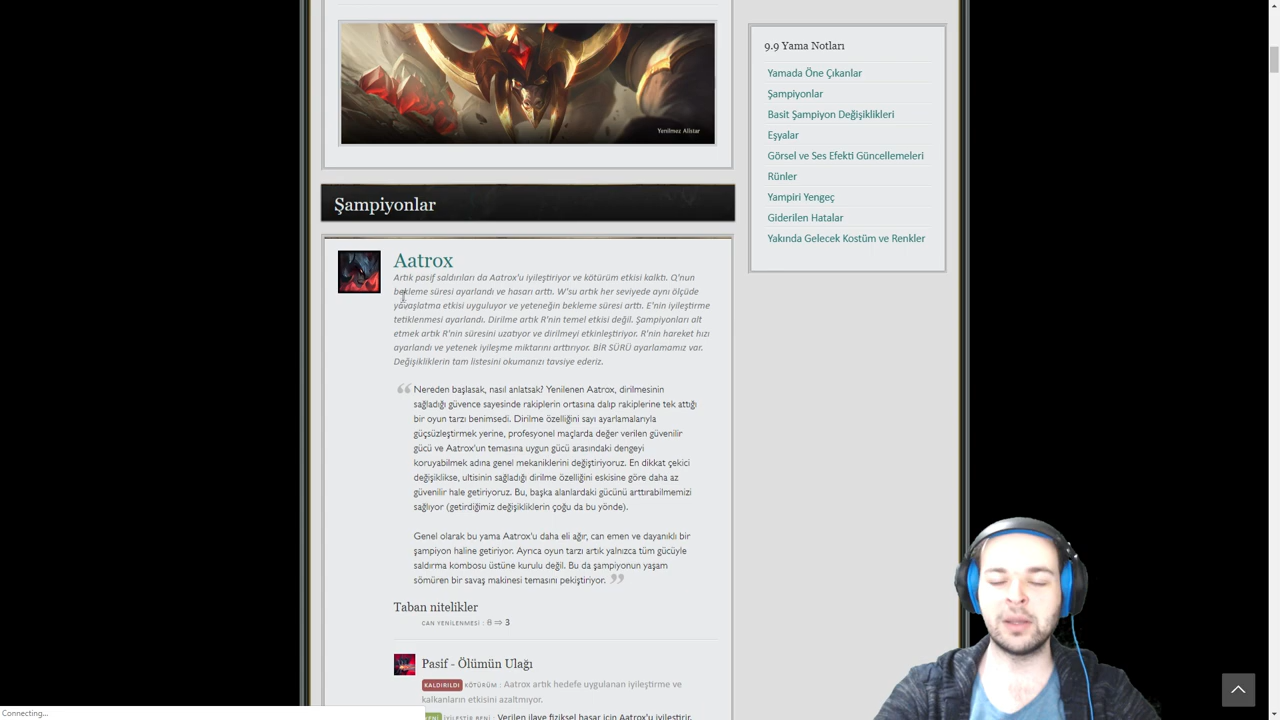 Yenilmez Allstar
9.9 Yama Notları
Yamada Öne Çıkanlar
Şampiyonlar
Basit Şampiyon Değişiklikleri
Eşyalar
Görsel ve Ses Efekti Güncellemeleri
Rünler
Yampiri Yengeç
Giderilen Hatalar
Yakında Gelecek Kostüm ve Renkler
Şampiyonlar
Aatrox
Artık pasif saldırıları da Aatrox'u iyileştiriyor ve kötürüm etkisi kalktı. Q'nun
bekleme süresi ayarlandı ve hasarı arttı. W'su artık her seviyede aynı ölçüde
yavaşlatma etkisi uyguluyor ve yeteneğin bekleme süresi arttı. E'nin iyileştirme
tetiklenmesi ayarlandı. Dirilme artık R'nin temel etkisi değil. Şampiyonları alt
etmek artık R'nin süresini uzatıyor ve dirilmeyi etkinleştiriyor. R'nin hareket hızı
ayarlandı ve yetenek iyileşme miktarını arttırıyor. BİR SÜRÜ ayarlamamız var.
Değişikliklerin tam listesini okumanızı tavsiye ederiz.
Nereden başlasak, nasıl anlatsak? Yenilenen Aatrox, dirilmesinin
sağladığı güvence sayesinde rakiplerin ortasına dalıp rakiplerine tek attığı
bir oyun tarzı benimsedi. Dirilme özelliğini sayı ayarlamalarıyla
güçsüzleştirmek yerine, profesyonel maçlarda değer verilen güvenilir
gücü ve Aatrox'un temasına uygun gücü arasındaki dengeyi
koruyabilmek adına genel mekaniklerini değiştiriyoruz. En dikkat çekici
değişiklikse, ultisinin sağladığı dirilme özelliğini eskisine göre daha az
güvenilir hale getiriyoruz. Bu, başka alanlardaki gücünü arttırabilmemizi
sağlıyor (getirdiğimiz değişiklerin çoğu da bu yönde).
Genel olarak bu yama Aatrox'u daha eli ağır, can emen ve dayanıklı bir
şampiyon haline getiriyor. Ayrıca oyun tarzı artık yalnızca tüm gücüyle
saldırma kombosu üstüne kurulu değil. Bu da şampiyonun yaşam
sömüren bir savaş makinesi temasını pekiştiriyor.
Taban nitelikler
CAN YENİLENMESİ : 8 ⇒ 3
Pasif - Ölümün Ulağı
KALDIRILDI KÖTÜRÜM : Aatrox artık hedefe uygulanan iyileştirme ve
kalkanların etkisini azaltmıyor.
YENİ İYİLEŞTİR BENİ : Verilen ilave fiziksel hasar için Aatrox'u iyileştirir.
Connecting...